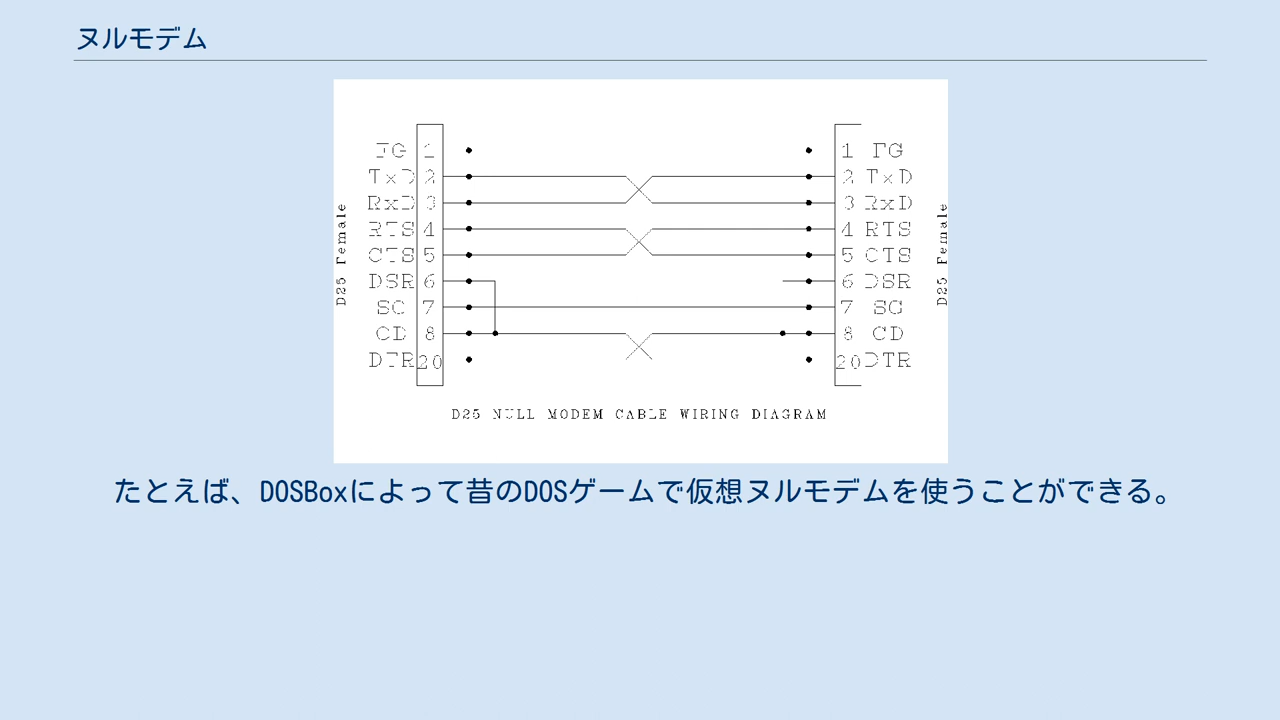 ヌルモデム
FG 1 1 FG
TxD 2 2 TxD
RxD 3 3 RxD
RTS 4 4 RTS
CTS 5 5 CTS
DSR 6 6 DSR
SG 7 7 SG
CD 8 8 CD
DTR 20 20 DTR
D25 Female
D25 Female
D25 NULL MODEM CABLE WIRING DIAGRAM
たとえば、DOSBoxによって昔のDOSゲームで仮想ヌルモデムを使うことができる。